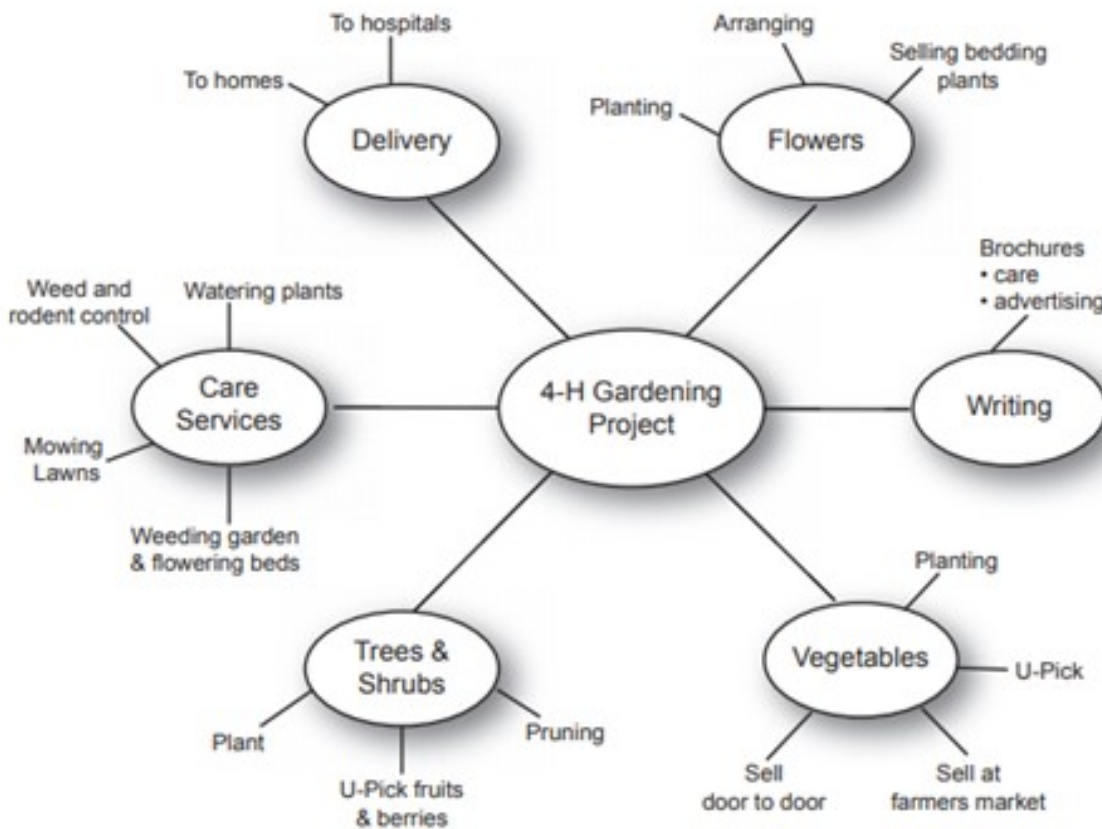 To hospitals
To homes
Delivery
Arranging
Selling bedding
plants
Planting
Flowers
Brochures
• care
• advertising
Writing
Weed and
rodent control
Watering plants
Care
Services
Mowing
Lawns
Weeding garden
& flowering beds
4-H Gardening
Project
Trees &
Shrubs
Plant
U-Pick fruits
& berries
Pruning
Planting
Vegetables
U-Pick
Sell
door to door
Sell at
farmers market